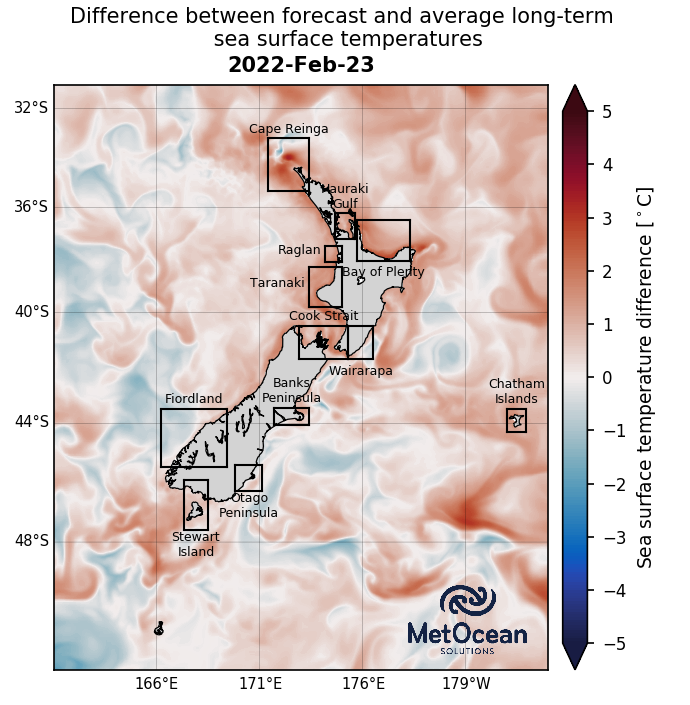 Difference between forecast and average long-term
sea surface temperatures
2022-Feb-23
32°S
36°S
40°S
44°S
48°S
166°E
171°E
176°E
179°W
Cape Reinga
Hauraki
Gulf
Raglan
Bay of Plenty
Taranaki
Cook Strait
Wairarapa
Banks
Peninsula
Fiordland
Chatham
Islands
Otago
Peninsula
Stewart
Island
MetOcean
SOLUTIONS
5
4
3
2
1
0
−1
−2
−3
−4
−5
Sea surface temperature difference [°C]